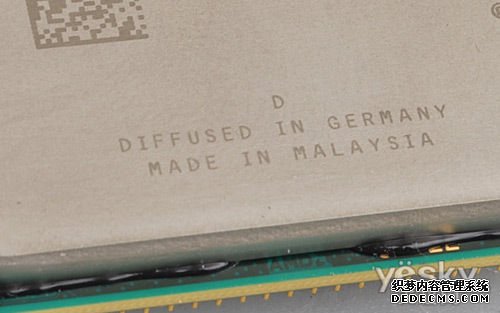 D
DIFFUSED IN GERMANY
MADE IN MALAYSIA
yesky
织梦内容管理系统
DEDECMS.COM